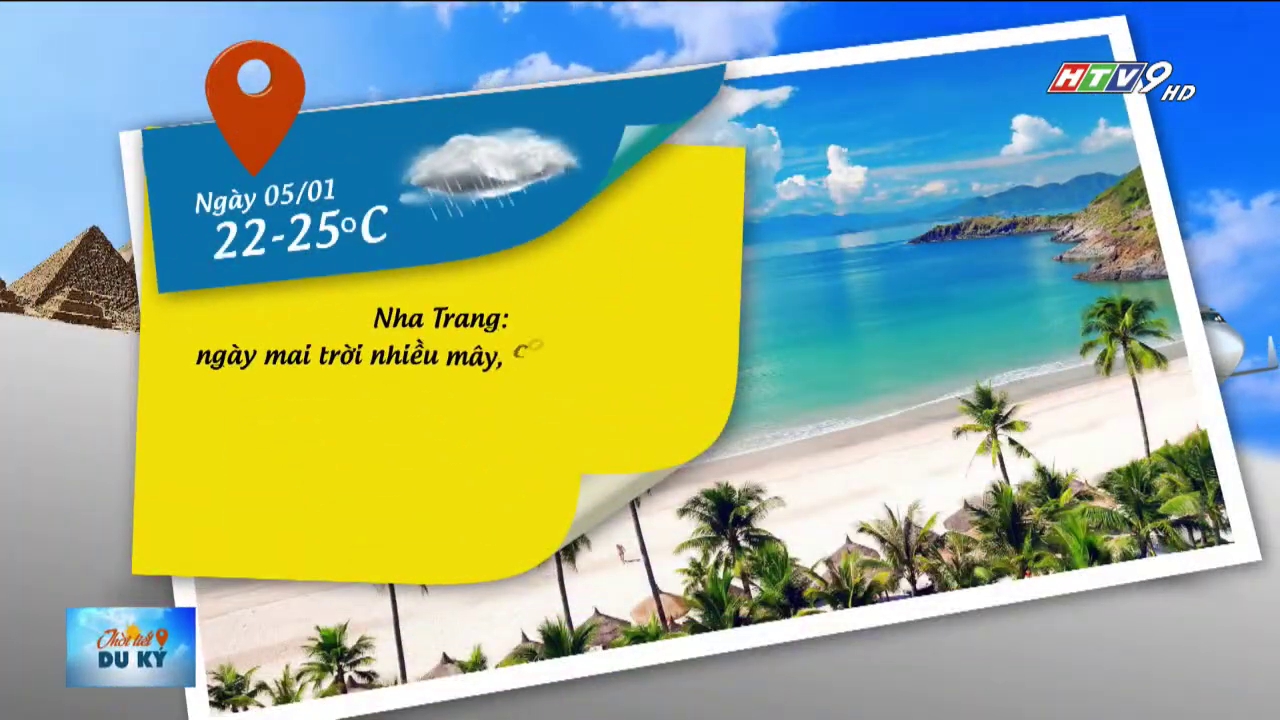 HTV9 HD
Ngày 05/01
22-25°C
Nha Trang:
ngày mai trời nhiều mây,
Thời tiết
DU KÝ